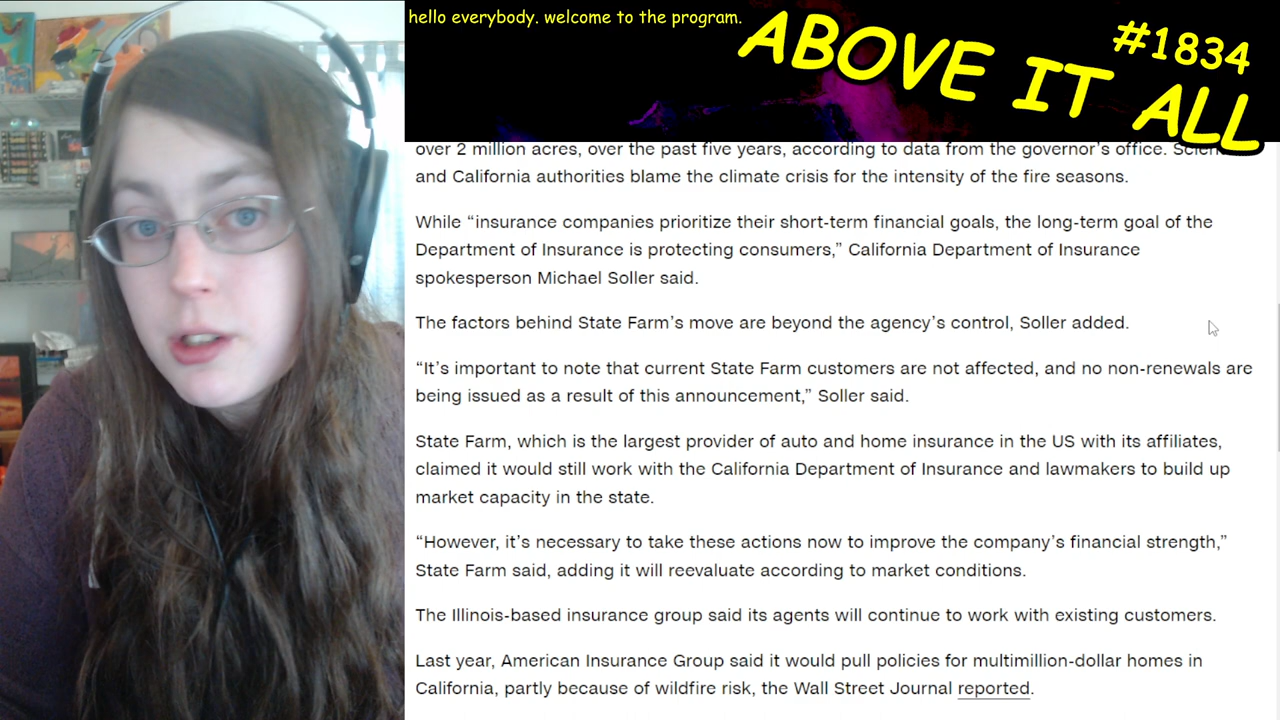 hello everybody. welcome to the program.
ABOVE IT ALL
#1834
over 2 million acres, over the past five years, according to data from the governor's office.
and California authorities blame the climate crisis for the intensity of the fire seasons.
While “insurance companies prioritize their short-term financial goals, the long-term goal of the
Department of Insurance is protecting consumers,” California Department of Insurance
spokesperson Michael Soller said.
The factors behind State Farm’s move are beyond the agency’s control, Soller added.
“It’s important to note that current State Farm customers are not affected, and no non-renewals are
being issued as a result of this announcement,” Soller said.
State Farm, which is the largest provider of auto and home insurance in the US with its affiliates,
claimed it would still work with the California Department of Insurance and lawmakers to build up
market capacity in the state.
“However, it’s necessary to take these actions now to improve the company’s financial strength,”
State Farm said, adding it will reevaluate according to market conditions.
The Illinois-based insurance group said its agents will continue to work with existing customers.
Last year, American Insurance Group said it would pull policies for multimillion-dollar homes in
California, partly because of wildfire risk, the Wall Street Journal reported.